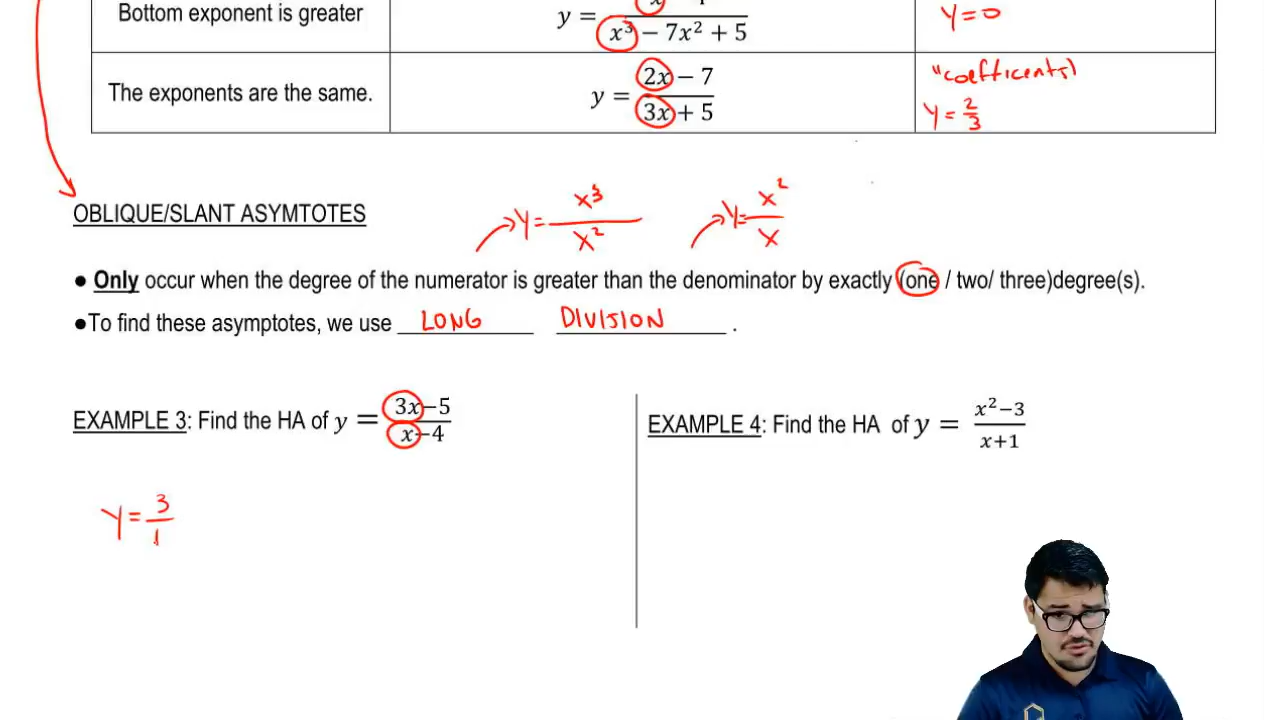 Bottom exponent is greater
y = x³ − 7x² + 5
y = 0
The exponents are the same.
y = 2x − 7 / 3x + 5
"coefficents"
y = 2/3
OBLIQUE/SLANT ASYMTOTES
y = x³ / x²
y = x² / x
● Only occur when the degree of the numerator is greater than the denominator by exactly (one / two/ three)degree(s).
●To find these asymptotes, we use LONG DIVISION .
EXAMPLE 3: Find the HA of y = 3x−5 / x−4
y = 3/1
EXAMPLE 4: Find the HA of y = x²−3 / x+1